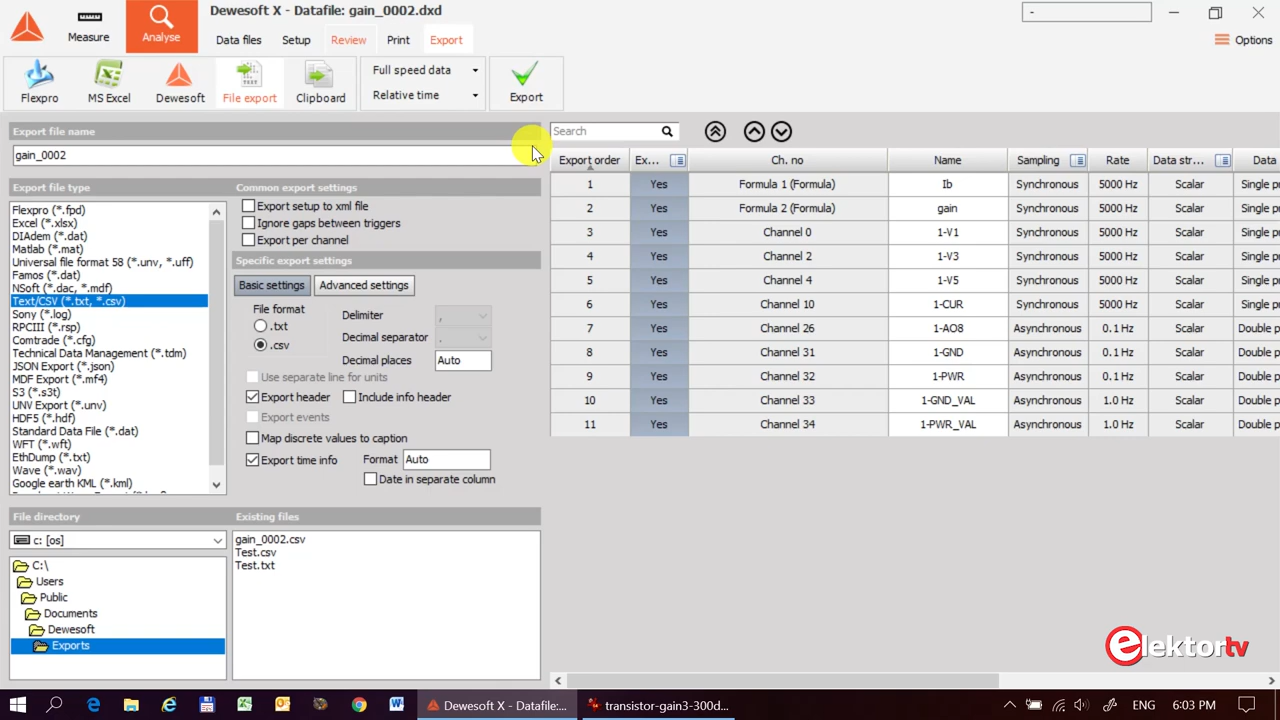 Dewesoft X - Datafile: gain_0002.dxd
-
Measure
Analyse
Data files
Setup
Review
Print
Export
Options
Flexpro
MS Excel
Dewesoft
File export
Clipboard
Full speed data
Relative time
Export
Export file name
gain_0002
Export file type
Flexpro (*.fpd)
Excel (*.xlsx)
DIAdem (*.dat)
Matlab (*.mat)
Universal file format 58 (*.unv, *.uff)
Famos (*.dat)
NSoft (*.dac, *.mdf)
Text/CSV (*.txt, *.csv)
Sony (*.log)
RPCIII (*.rsp)
Comtrade (*.cfg)
Technical Data Management (*.tdm)
JSON Export (*.json)
MDF Export (*.mf4)
S3 (*.s3t)
UNV Export (*.unv)
HDF5 (*.hdf)
Standard Data File (*.dat)
WFT (*.wft)
EthDump (*.txt)
Wave (*.wav)
Google earth KML (*.kml)
Common export settings
Export setup to xml file
Ignore gaps between triggers
Export per channel
Specific export settings
Basic settings
Advanced settings
File format
.txt
.csv
Delimiter ,
Decimal separator .
Decimal places Auto
Use separate line for units
Export header
Include info header
Export events
Map discrete values to caption
Export time info
Format Auto
Date in separate column
File directory
c: [os]
C:\
Users
Public
Documents
Dewesoft
Exports
Existing files
gain_0002.csv
Test.csv
Test.txt
Search
Export order Ex... Ch. no Name Sampling Rate Data str... Data
1 Yes Formula 1 (Formula) Ib Synchronous 5000 Hz Scalar Single p
2 Yes Formula 2 (Formula) gain Synchronous 5000 Hz Scalar Single p
3 Yes Channel 0 1-V1 Synchronous 5000 Hz Scalar Single p
4 Yes Channel 2 1-V3 Synchronous 5000 Hz Scalar Single p
5 Yes Channel 4 1-V5 Synchronous 5000 Hz Scalar Single p
6 Yes Channel 10 1-CUR Synchronous 5000 Hz Scalar Single p
7 Yes Channel 26 1-AO8 Asynchronous 0.1 Hz Scalar Double p
8 Yes Channel 31 1-GND Asynchronous 0.1 Hz Scalar Double p
9 Yes Channel 32 1-PWR Asynchronous 0.1 Hz Scalar Double p
10 Yes Channel 33 1-GND_VAL Asynchronous 1.0 Hz Scalar Double p
11 Yes Channel 34 1-PWR_VAL Asynchronous 1.0 Hz Scalar Double p
elektortv
Dewesoft X - Datafile:...
transistor-gain3-300d...
ENG
6:03 PM